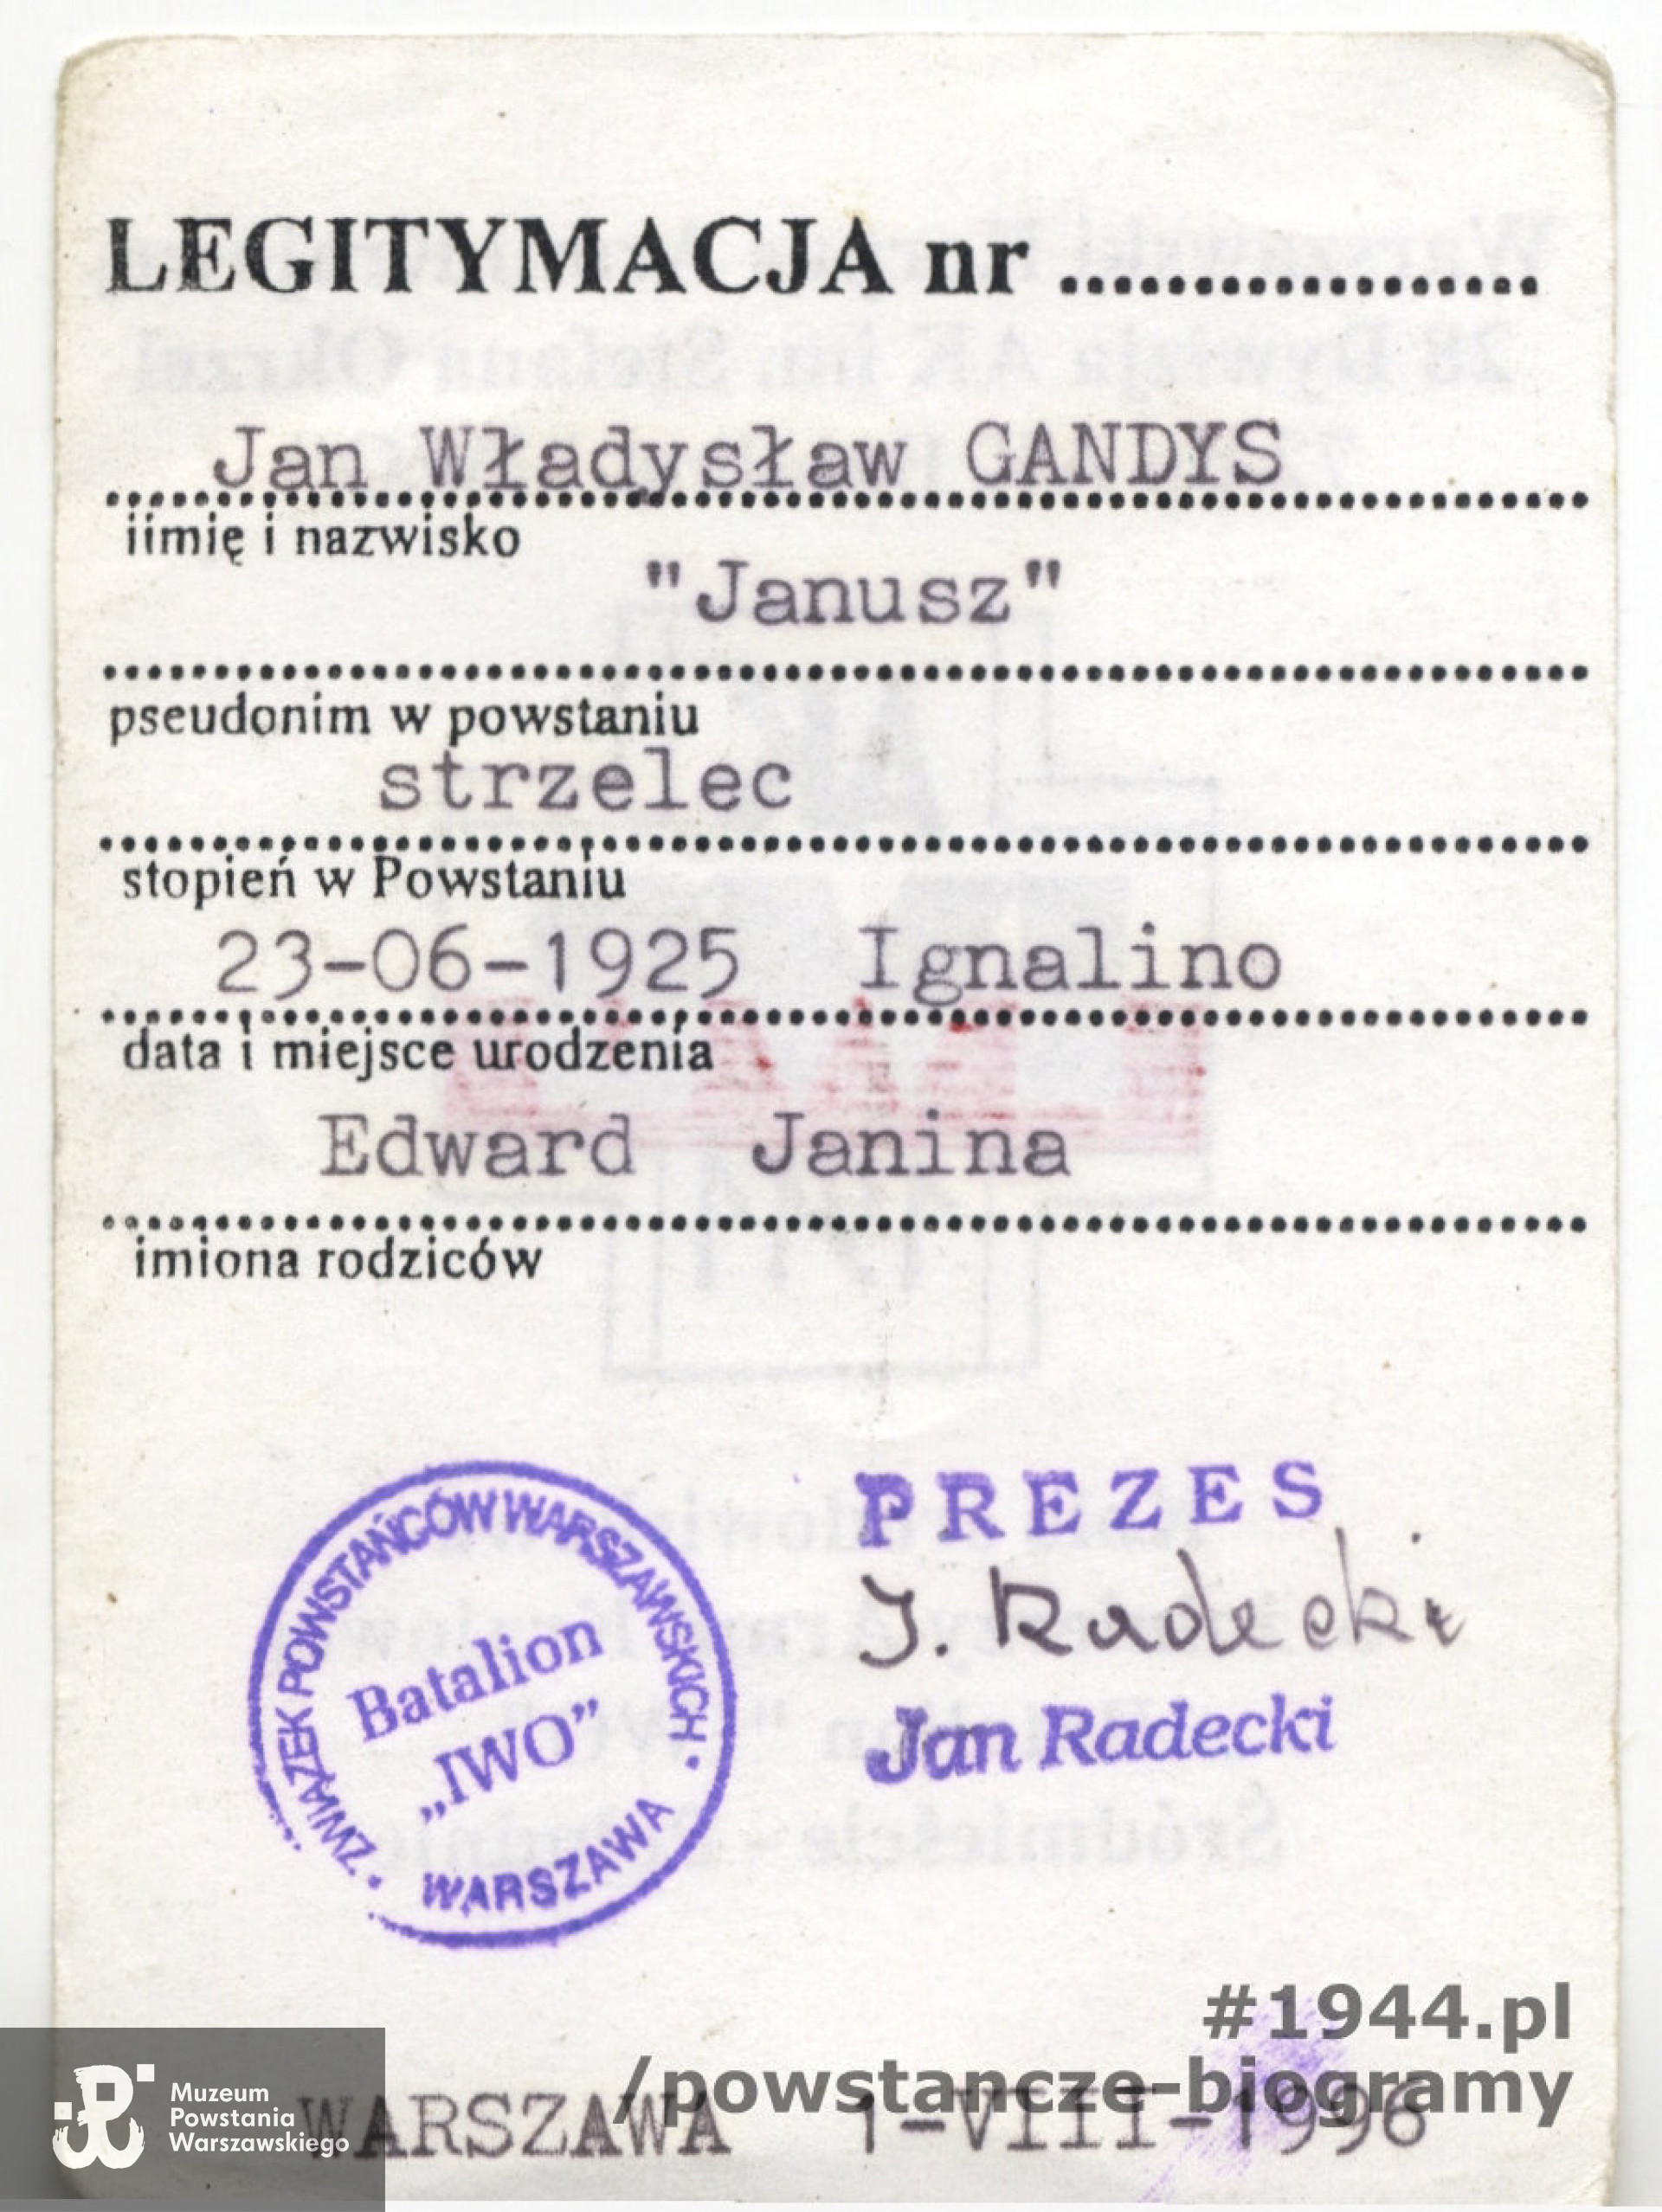 LEGITYMACJA nr ..................
Jan Władysław GANDYS
iimię i nazwisko
"Janusz"
pseudonim w powstaniu
strzelec
stopień w Powstaniu
23-06-1925 Ignalino
data i miejsce urodzenia
Edward Janina
imiona rodziców
ZWIĄZEK POWSTAŃCÓW WARSZAWSKICH
Batalion
„IWO”
WARSZAWA
PREZES
J. Radecki
Jan Radecki
#1944.pl
/powstancze-biogramy
WARSZAWA 1-VIII-1996
Muzeum
Powstania
Warszawskiego